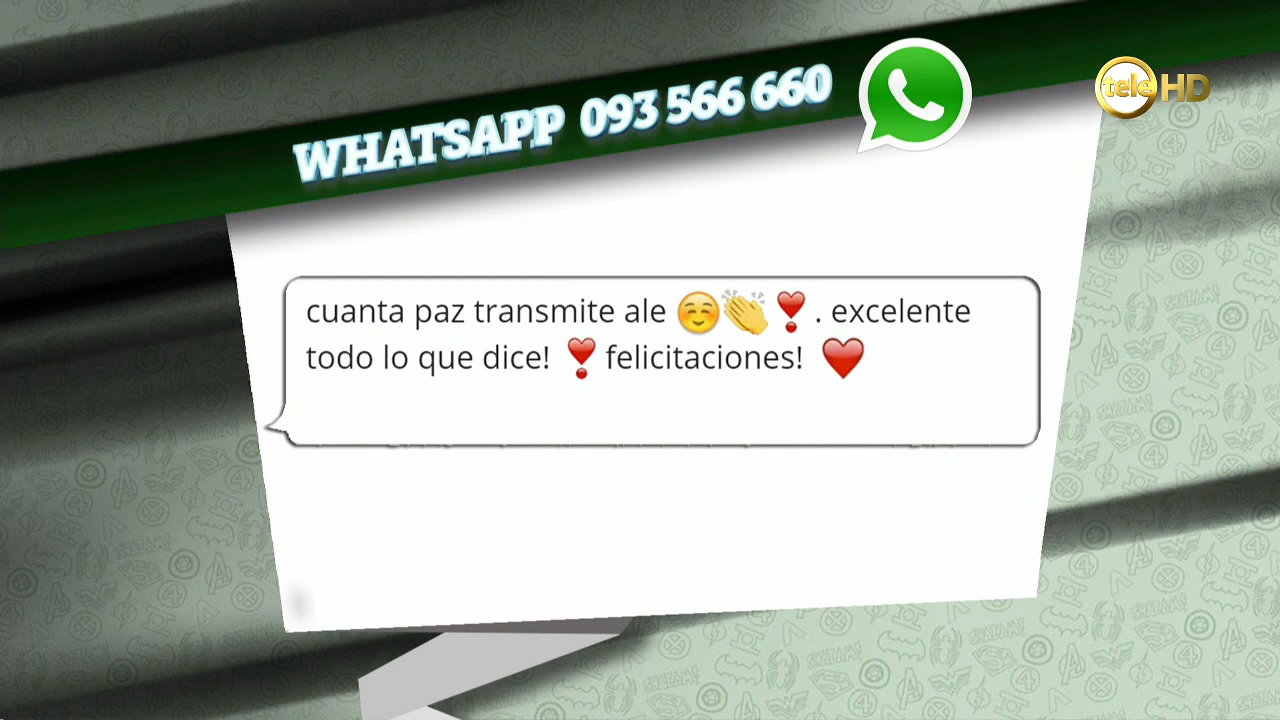 WHATSAPP 093 566 660
tele HD
cuanta paz transmite ale ☺️👏❣️. excelente
todo lo que dice! ❣️ felicitaciones! ❤️